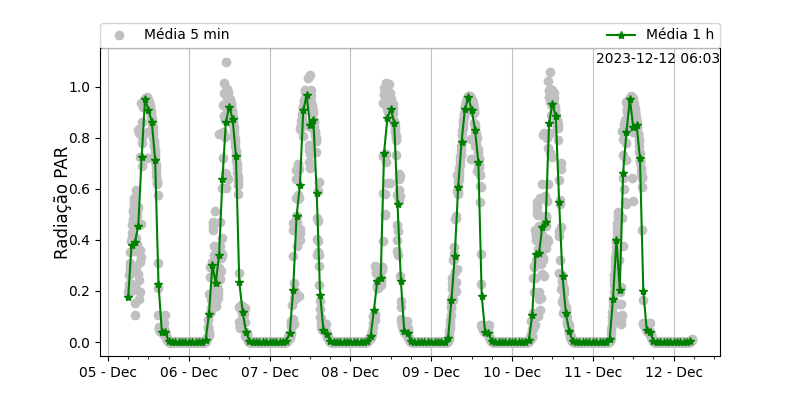 Média 5 min
Média 1 h
2023-12-12 06:03
Radiação PAR
1.0
0.8
0.6
0.4
0.2
0.0
05 - Dec
06 - Dec
07 - Dec
08 - Dec
09 - Dec
10 - Dec
11 - Dec
12 - Dec